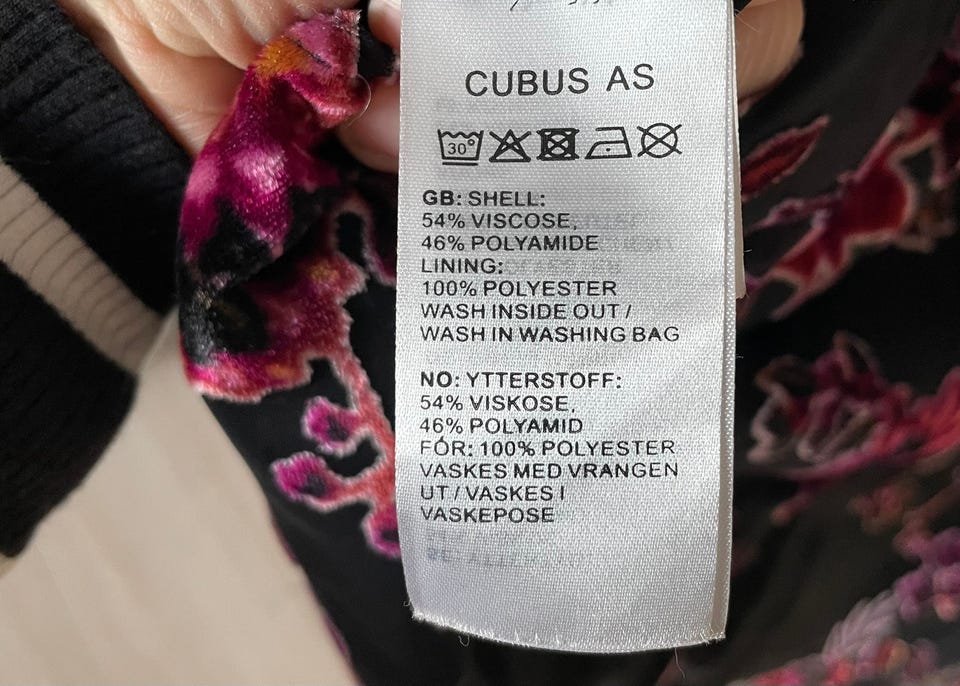 CUBUS AS
30°
GB: SHELL:
54% VISCOSE,
46% POLYAMIDE
LINING:
100% POLYESTER
WASH INSIDE OUT /
WASH IN WASHING BAG
NO: YTTERSTOFF:
54% VISKOSE,
46% POLYAMID
FÓR: 100% POLYESTER
VASKES MED VRANGEN
UT / VASKES I
VASKEPOSE